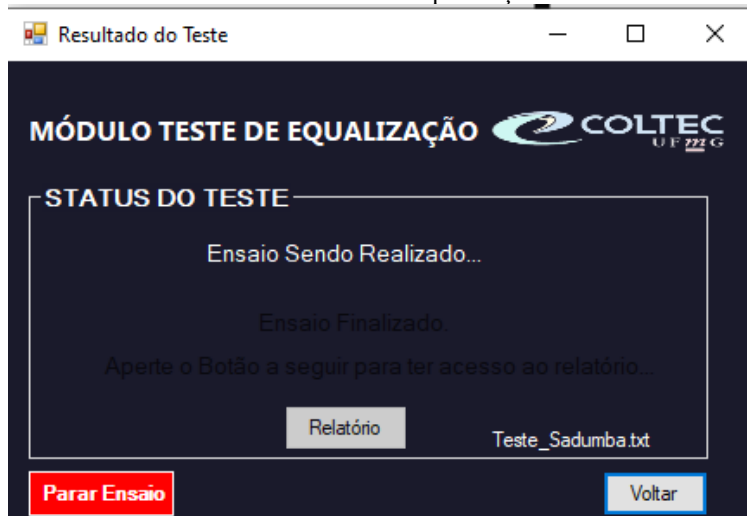 Resultado do Teste
MÓDULO TESTE DE EQUALIZAÇÃO
COLTEC
UFmG
STATUS DO TESTE
Ensaio Sendo Realizado...
Ensaio Finalizado.
Aperte o Botão a seguir para ter acesso ao relatório...
Relatório
Teste_Sadumba.txt
Parar Ensaio
Voltar